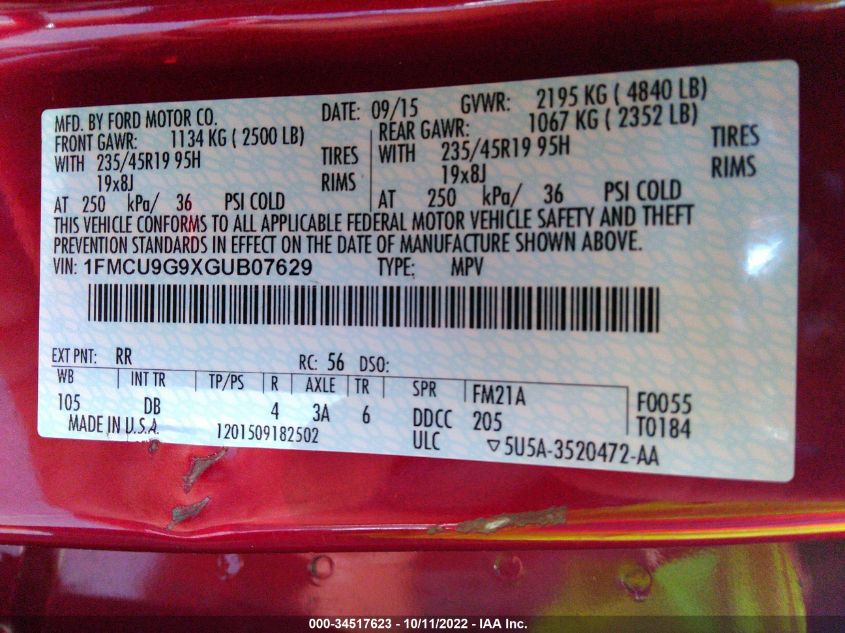 MFD. BY FORD MOTOR CO. DATE: 09/15 GVWR: 2195 KG ( 4840 LB)
FRONT GAWR: 1134 KG ( 2500 LB) REAR GAWR: 1067 KG ( 2352 LB)
WITH 235/45R19 95H TIRES WITH 235/45R19 95H TIRES
19x8J RIMS 19x8J RIMS
AT 250 kPa/ 36 PSI COLD AT 250 kPa/ 36 PSI COLD
THIS VEHICLE CONFORMS TO ALL APPLICABLE FEDERAL MOTOR VEHICLE SAFETY AND THEFT
PREVENTION STANDARDS IN EFFECT ON THE DATE OF MANUFACTURE SHOWN ABOVE.
VIN: 1FMCU9G9XGUB07629 TYPE: MPV
EXT PNT: RR RC: 56 DSO:
WB INT TR TP/PS R AXLE TR SPR FM21A F0055
105 DB 4 3A 6 DDCC 205 T0184
MADE IN U.S.A. 1201509182502 ULC ▽5U5A-3520472-AA
000-34517623 - 10/11/2022 - IAA Inc.